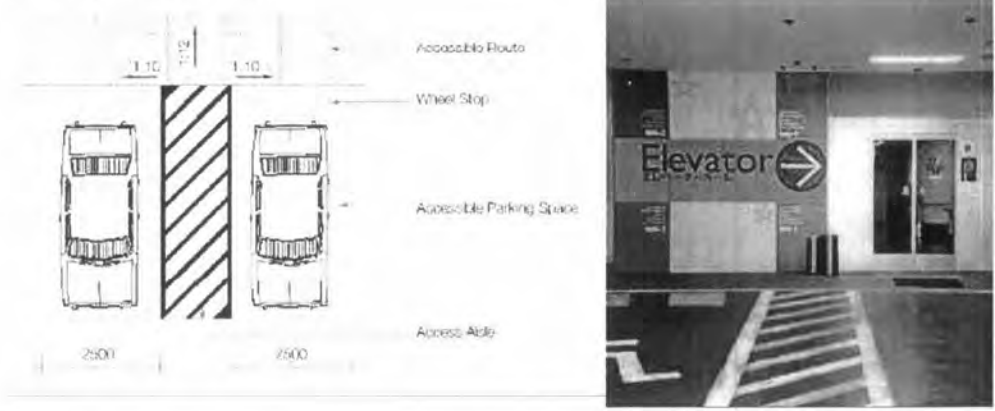 Accessible Route
1:12
1:10
1:10
Wheel Stop
Accessible Parking Space
Access Aisle
2500
2500
Elevator